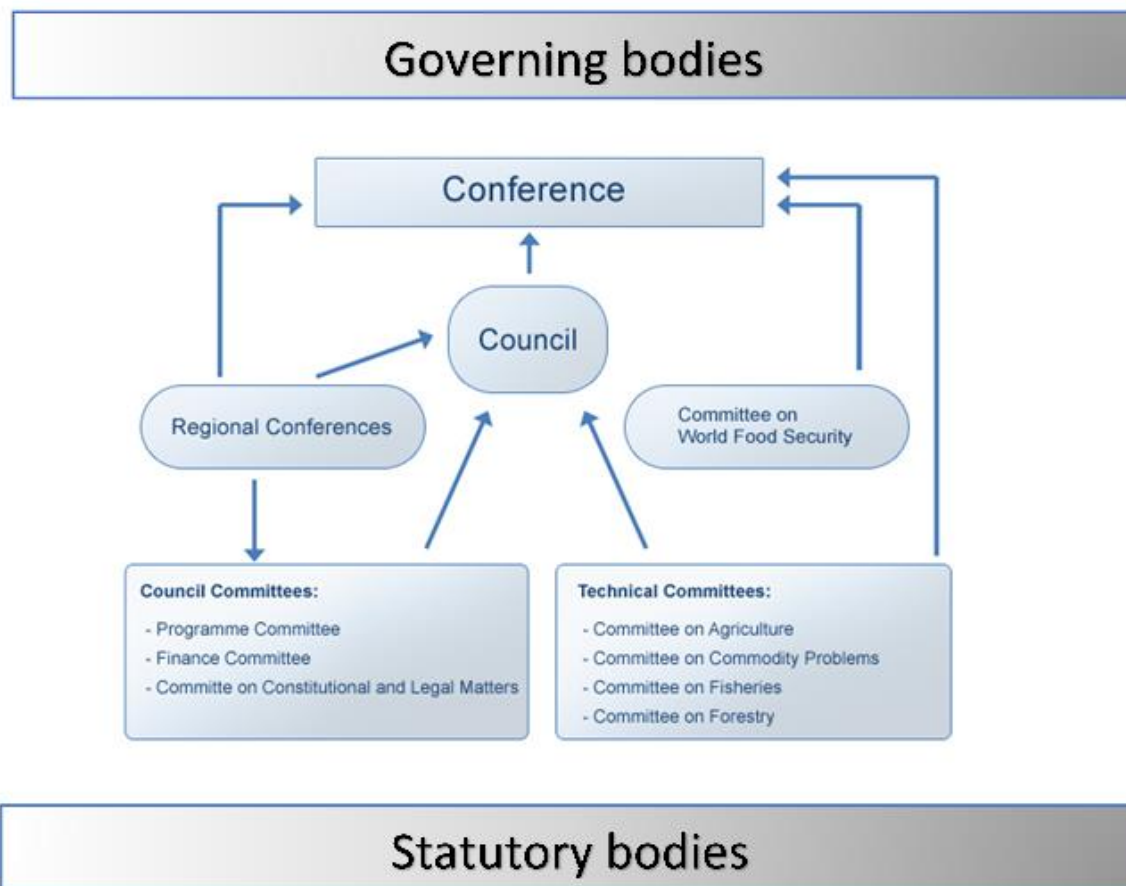 Governing bodies
Conference
Council
Regional Conferences
Committee on
World Food Security
Council Committees:
- Programme Committee
- Finance Committee
- Committe on Constitutional and Legal Matters
Technical Committees:
- Committee on Agriculture
- Committee on Commodity Problems
- Committee on Fisheries
- Committee on Forestry
Statutory bodies